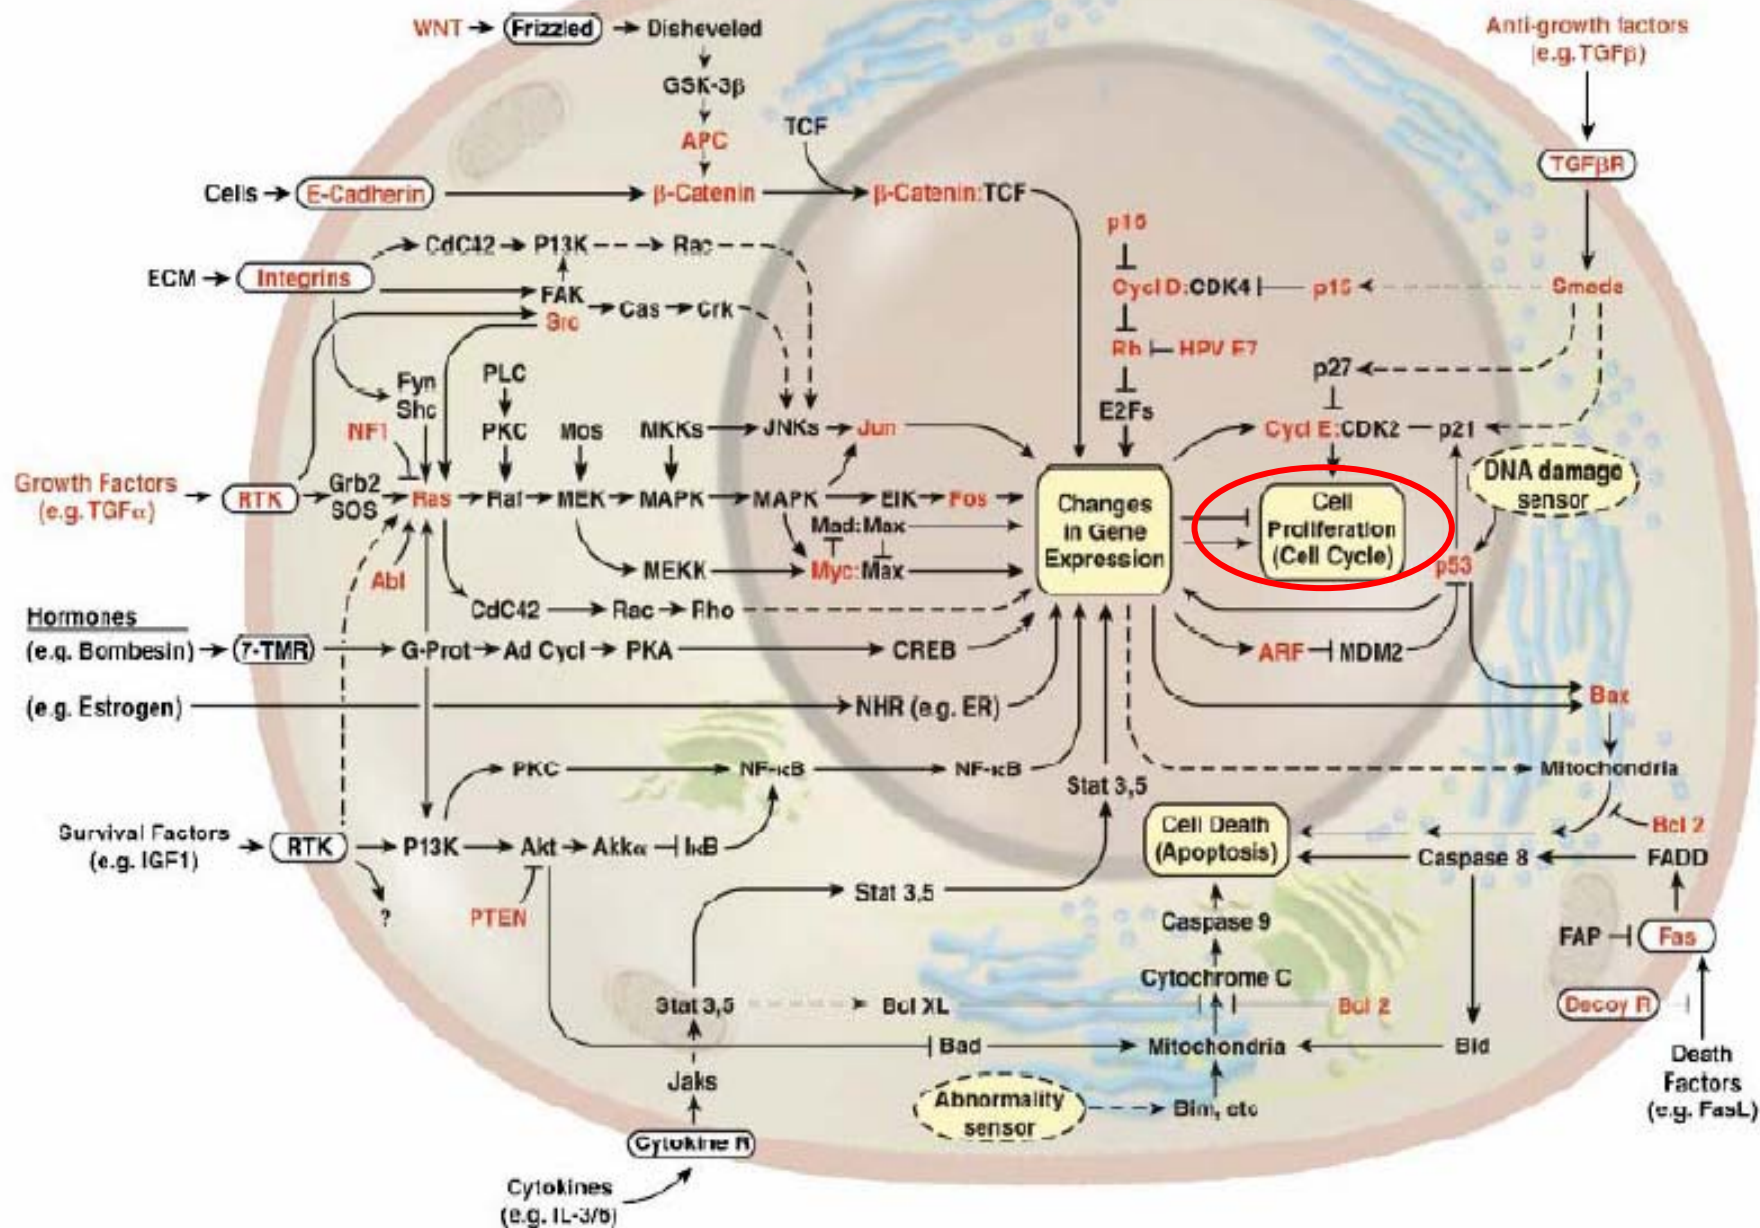 WNT Frizzled Disheveled
Anti-growth factors
(e.g. TGFβ)
GSK-3β
TCF
APC
TGFβR
Cells E-Cadherin β-Catenin β-Catenin:TCF
p16
CdC42 P13K Rac
ECM Integrins
Cycl D:CDK4 p15 Smads
FAK
Src
Cas Crk
Rb HPV E7
p27
Fyn
Shc
PLC
E2Fs
NF1 PKC Mos MKKs JNKs Jun
Cycl E:CDK2 p21
DNA damage
sensor
Growth Factors
(e.g. TGFα)
RTK
Grb2
SOS
Ras Raf MEK MAPK MAPK ElK Fos
Changes
in Gene
Expression
Cell
Proliferation
(Cell Cycle)
Mad:Max
p53
Abl MEKK Myc:Max
CdC42 Rac Rho
Hormones
(e.g. Bombesin) 7-TMR G-Prot Ad Cycl PKA CREB
ARF MDM2
(e.g. Estrogen) NHR (e.g. ER)
Bax
PKC NF-κB NF-κB
Mitochondria
Stat 3,5
Survival Factors
(e.g. IGF1)
RTK P13K Akt Akkα IκB
Cell Death
(Apoptosis)
Bcl 2
Caspase 8 FADD
?
PTEN
Stat 3,5
Caspase 9
FAP Fas
Cytochrome C
Stat 3,5 Bcl XL Bcl 2
Decoy R
Bad Mitochondria Bid
Death
Factors
(e.g. FasL)
Jaks
Abnormality
sensor
Bim, etc
Cytokine R
Cytokines
(e.g. IL-3/6)